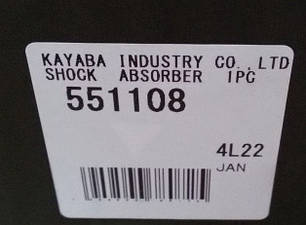 KAYABA INDUSTRY CO.,LTD
SHOCK ABSORBER IPC
551108
4L22
JAN